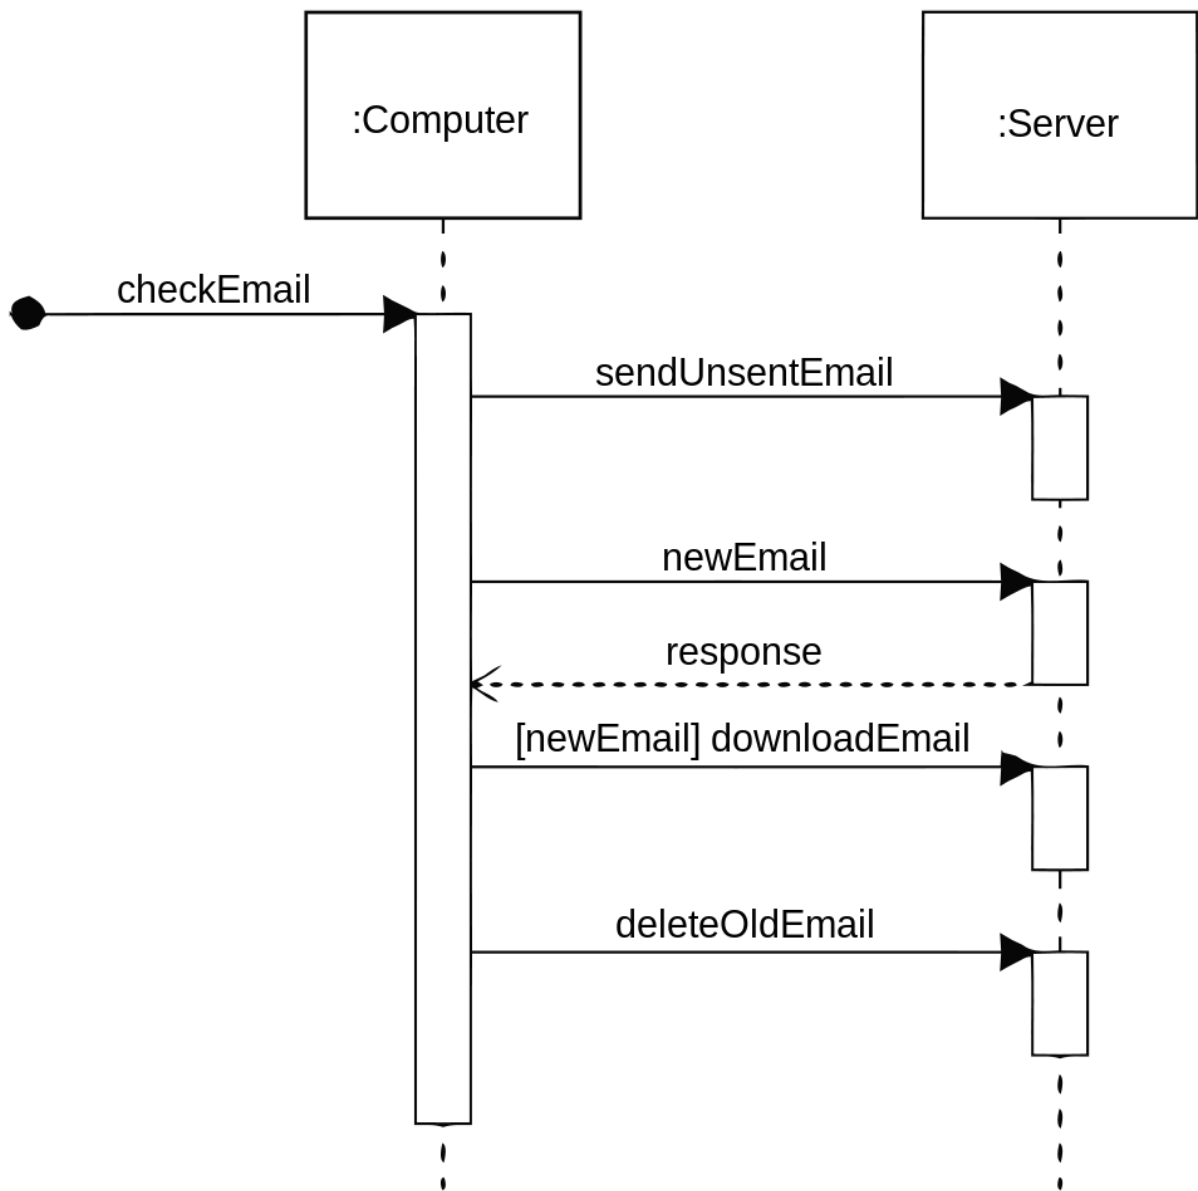 :Computer
:Server
checkEmail
sendUnsentEmail
newEmail
response
[newEmail] downloadEmail
deleteOldEmail